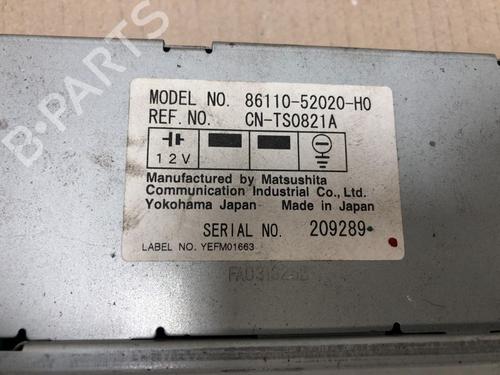 B-PARTS
MODEL NO. 86110-52020-H0
REF. NO. CN-TS0821A
12V
Manufactured by Matsushita
Communication Industrial Co., Ltd.
Yokohama Japan Made in Japan
SERIAL NO. 209289
LABEL NO. YEFM01663